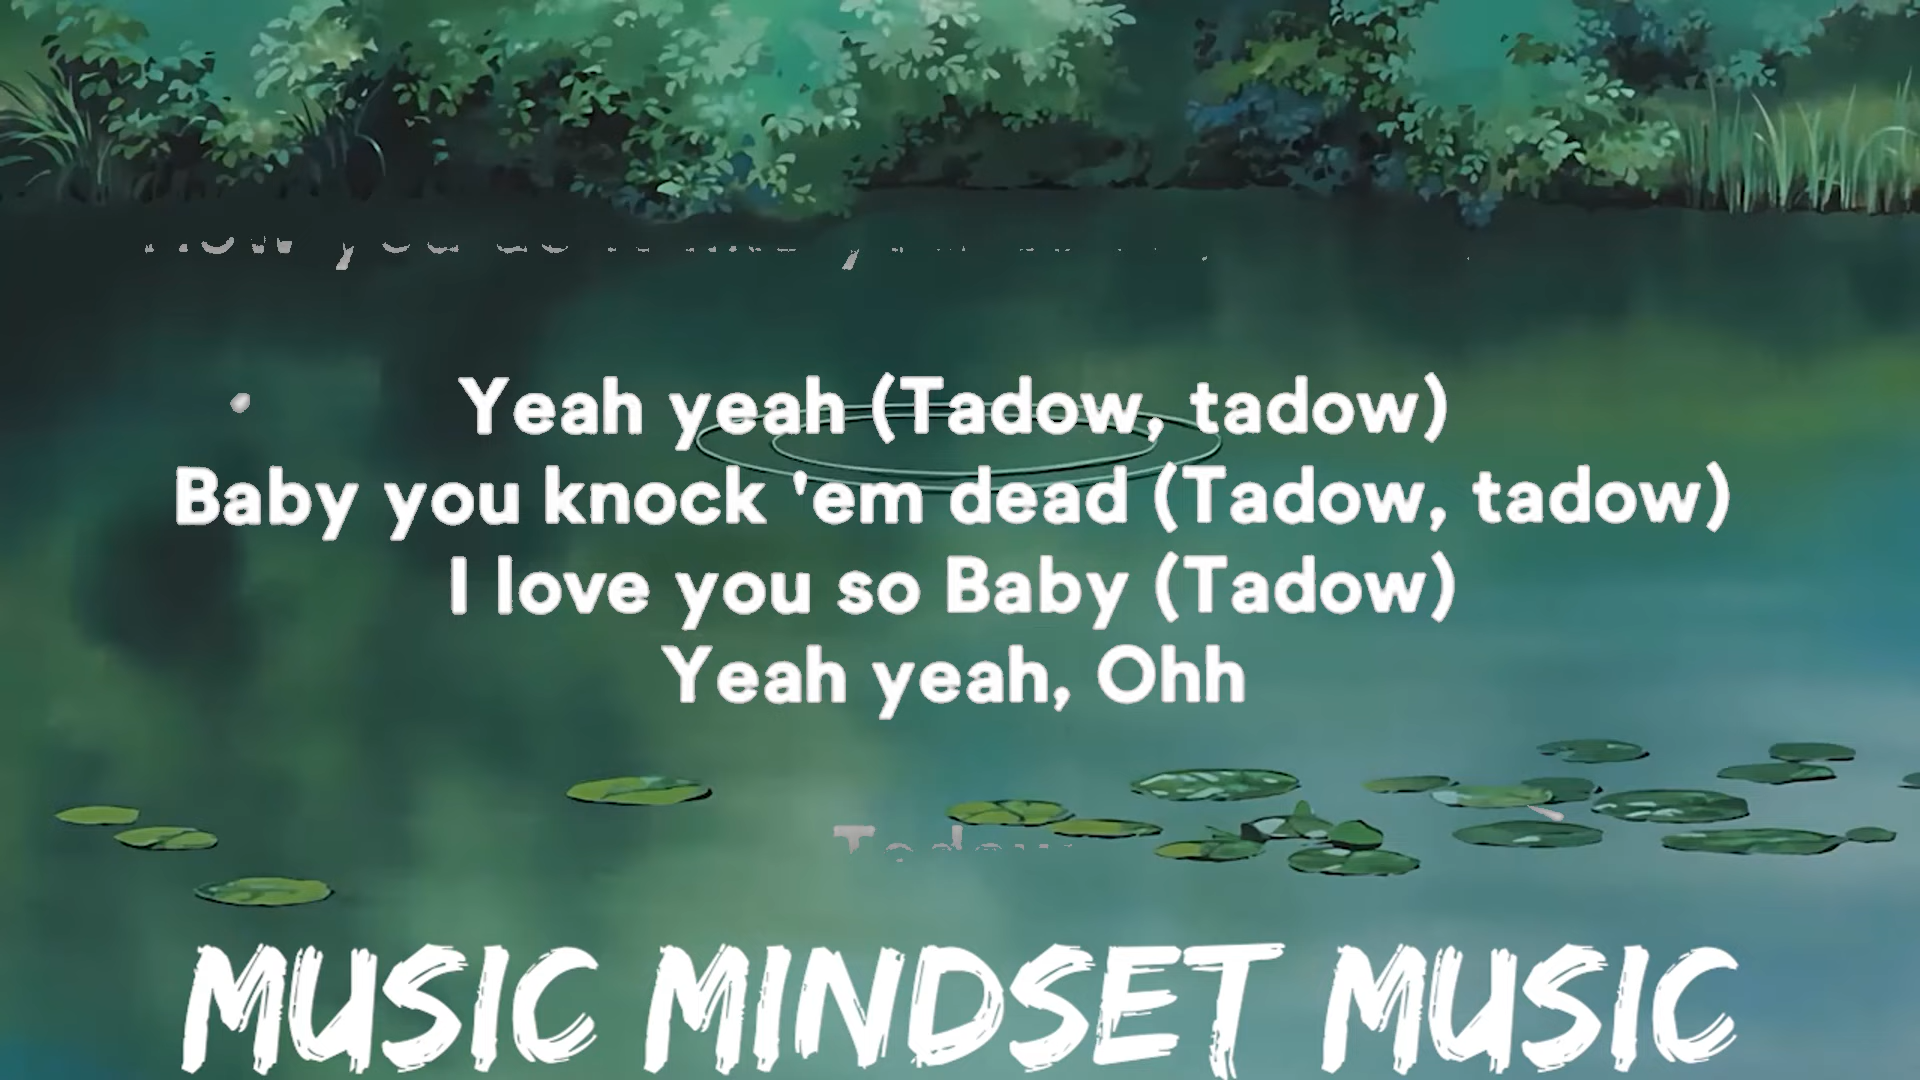 Yeah yeah (Tadow, tadow)
Baby you knock 'em dead (Tadow, tadow)
I love you so Baby (Tadow)
Yeah yeah, Ohh
Tadow
MUSIC MINDSET MUSIC